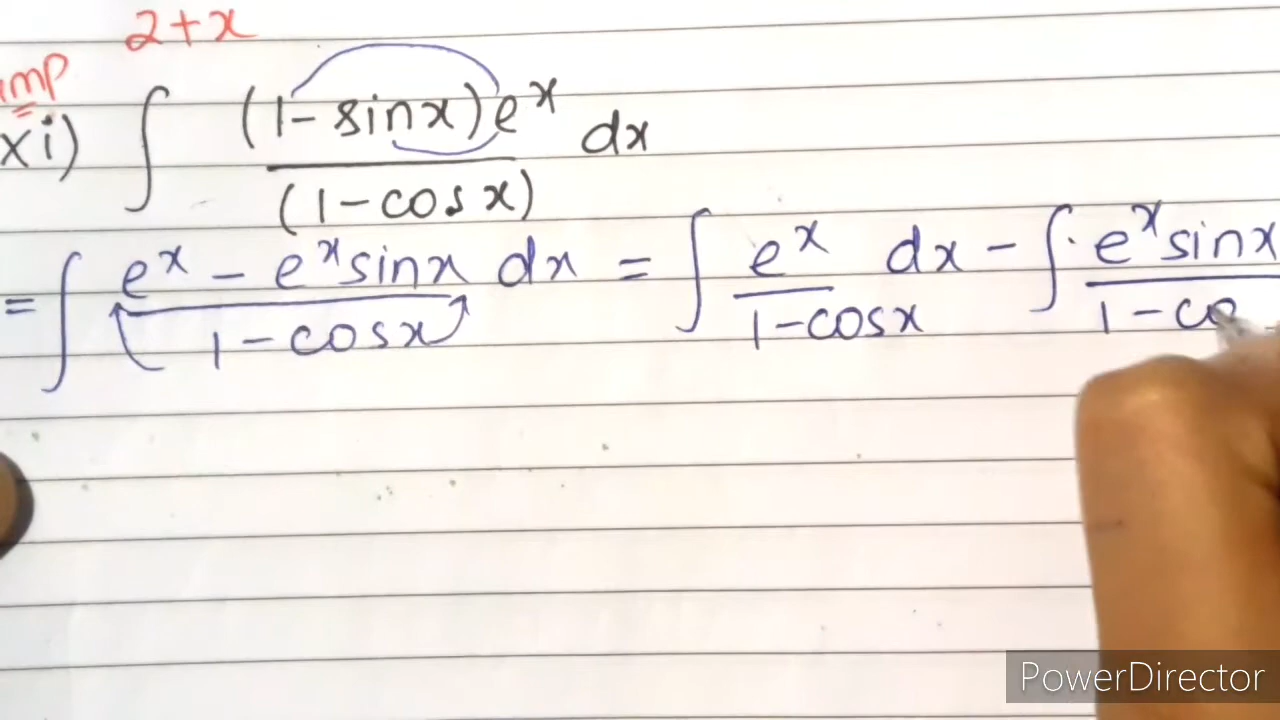 2+x
imp
xi) ∫ (1-sinx)e^x / (1-cosx) dx
= ∫ e^x - e^x sinx / 1-cosx dx = ∫ e^x / 1-cosx dx - ∫ e^x sinx / 1-co
PowerDirector